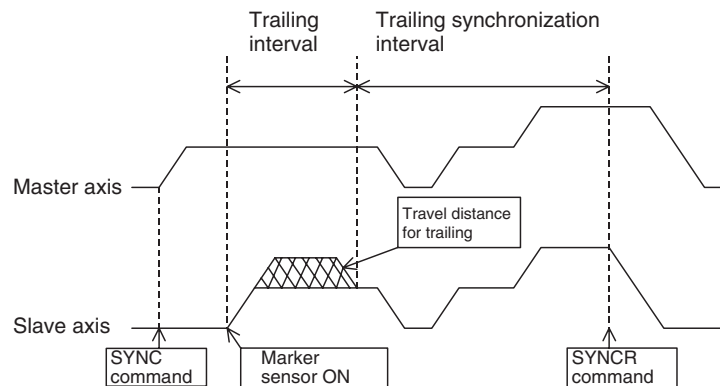 Trailing
interval
Trailing synchronization
interval
Master axis
Travel distance
for trailing
Slave axis
SYNC
command
Marker
sensor ON
SYNCR
command